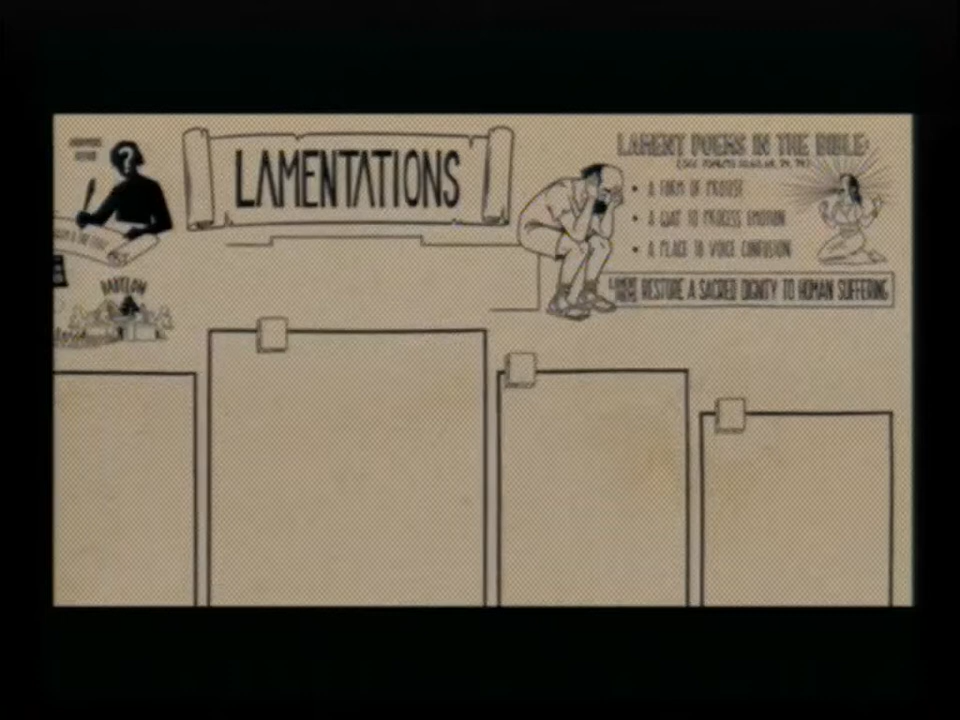 LAMENTATIONS
LAMENT POEMS IN THE BIBLE:
• A FORM OF PROTEST
• A WAY TO PROCESS EMOTION
• A PLACE TO VOICE CONFUSION
RESTORE A SACRED DIGNITY TO HUMAN SUFFERING
?
BABYLON